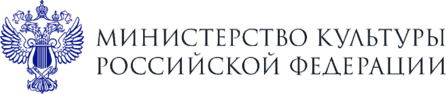 МИНИСТЕРСТВО КУЛЬТУРЫ
РОССИЙСКОЙ ФЕДЕРАЦИИ